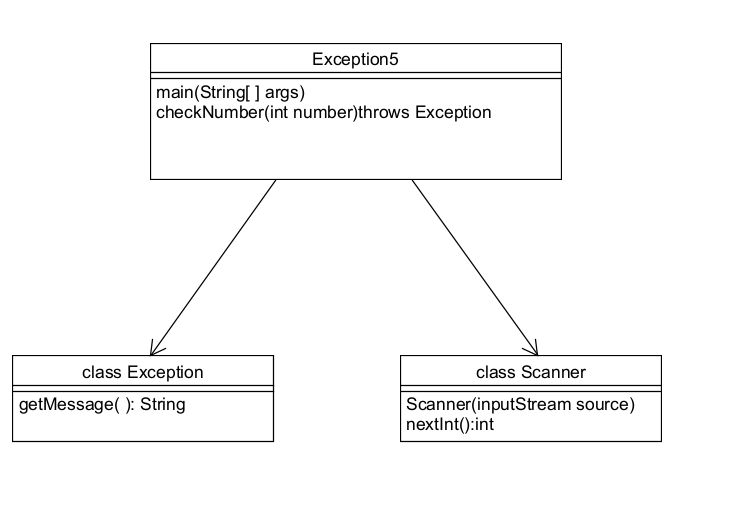 Exception5
main(String[ ] args)
checkNumber(int number)throws Exception
class Exception
getMessage( ): String
class Scanner
Scanner(inputStream source)
nextInt():int